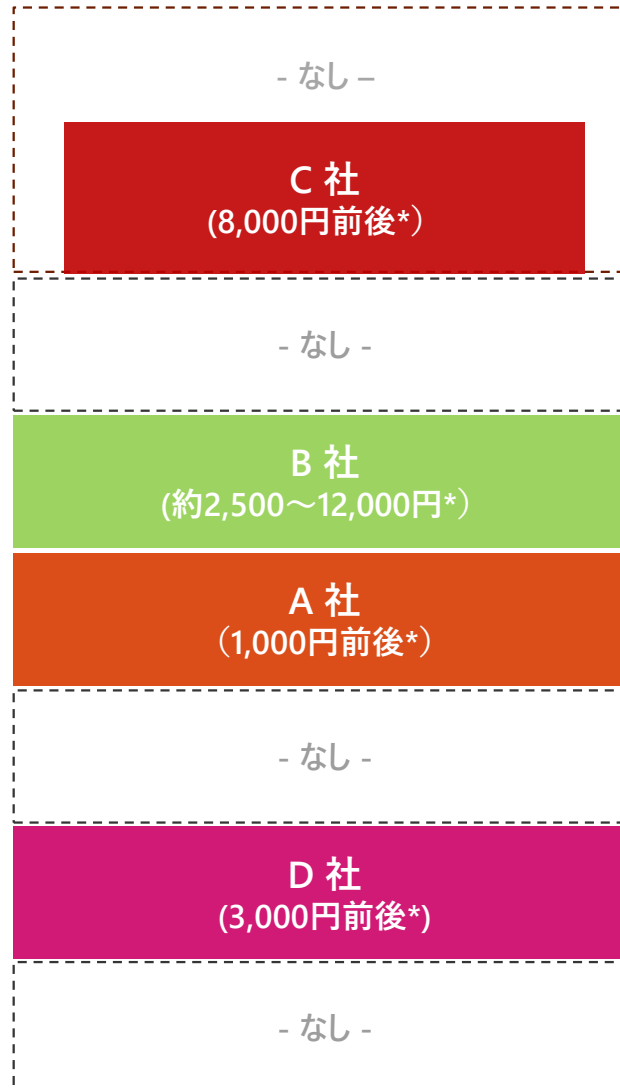 - なし –
C 社
(8,000円前後*）
- なし -
B 社
(約2,500～12,000円*）
A 社
（1,000円前後*）
- なし -
D 社
(3,000円前後*)
- なし -